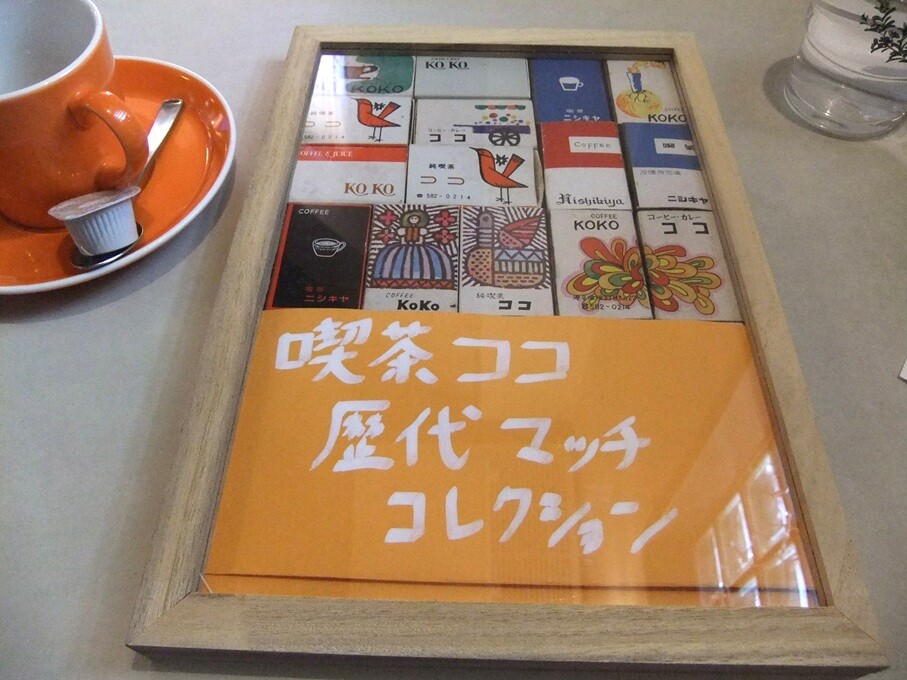 KOKO
KO KO
喫茶
ニシキヤ
KOKO
純喫茶
ココ
582-0214
コーヒー・カレー
ココ
Coffee
Nishikiya
喫茶
ニシキヤ
COFFEE & JUICE
KO KO
純喫茶
ココ
☎582-0214
COFFEE
喫茶
ニシキヤ
COFFEE
KoKo
純喫茶
ココ
COFFEE
KOKO
582-0214
コーヒー・カレー
ココ
喫茶ココ
歴代マッチ
コレクション